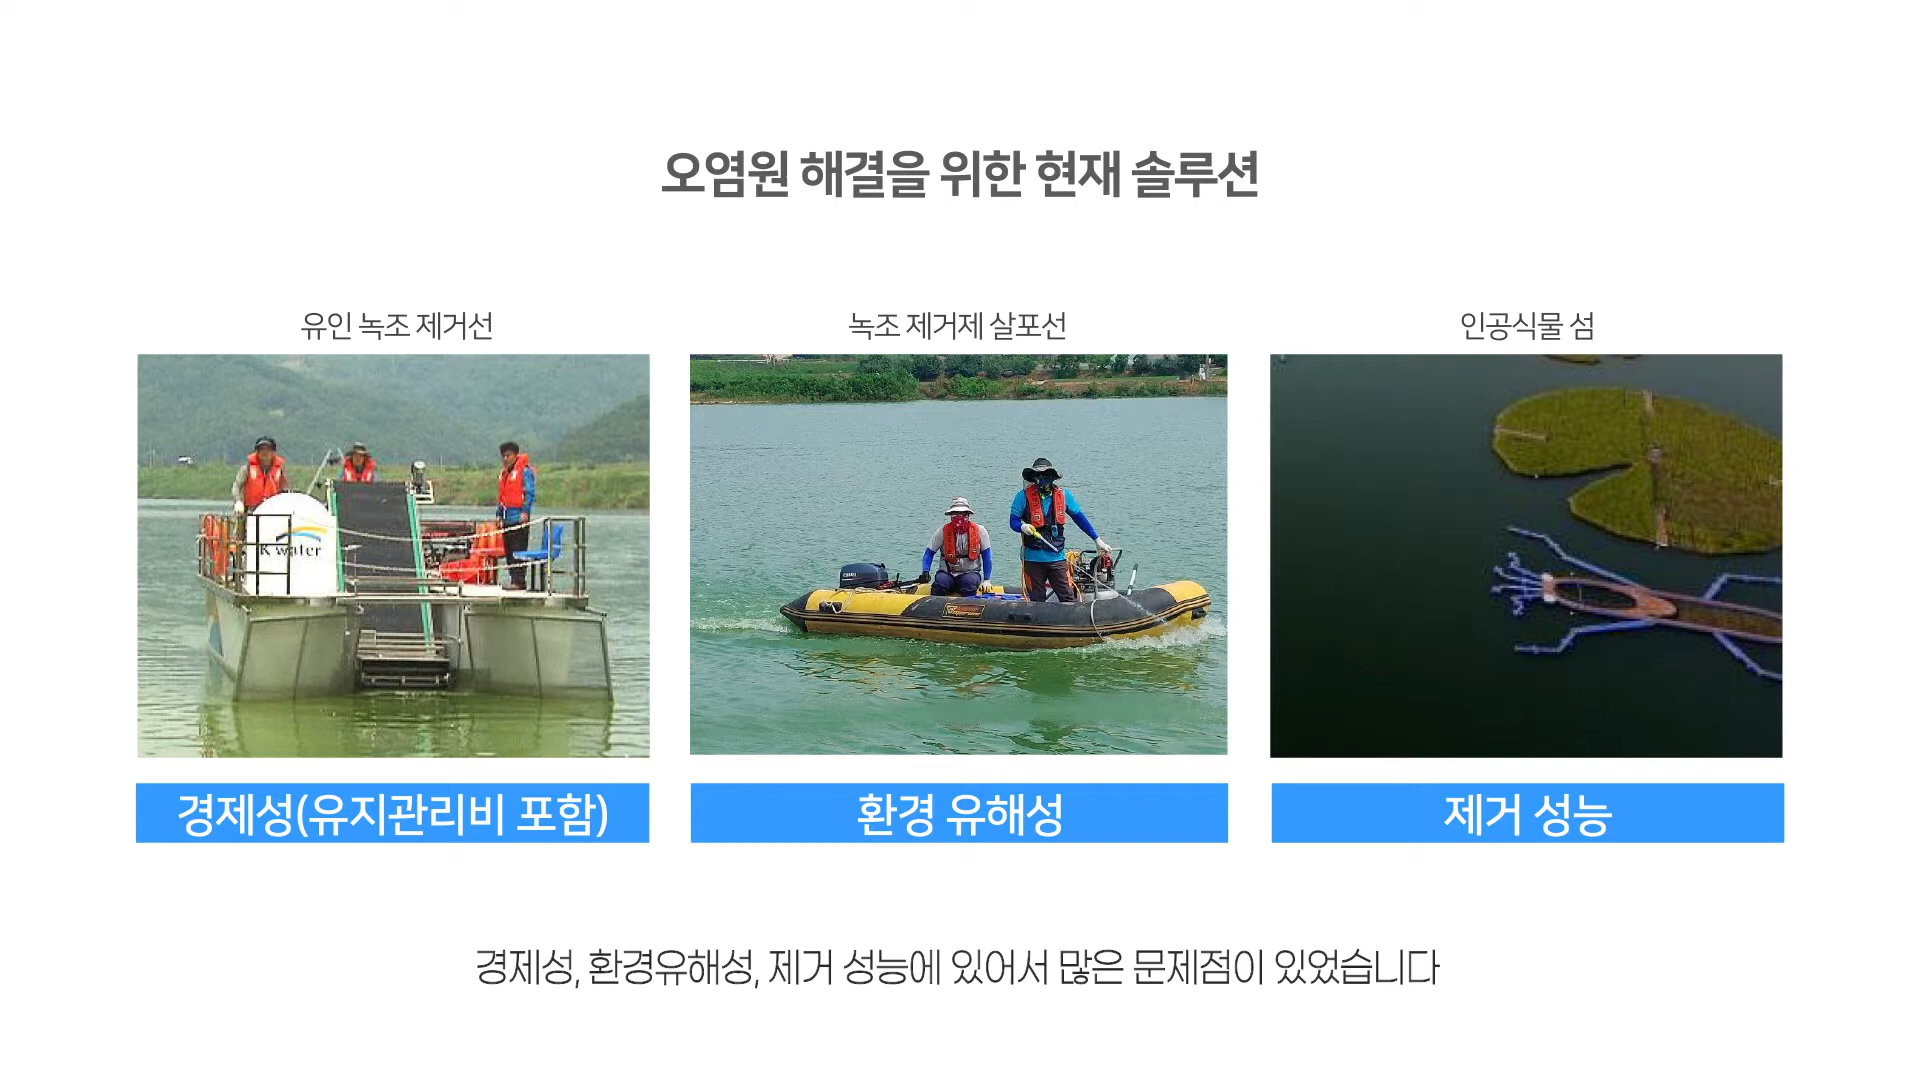 오염원 해결을 위한 현재 솔루션
유인 녹조 제거선
녹조 제거제 살포선
인공식물 섬
K water
경제성(유지관리비 포함)
환경 유해성
제거 성능
경제성, 환경유해성, 제거 성능에 있어서 많은 문제점이 있었습니다